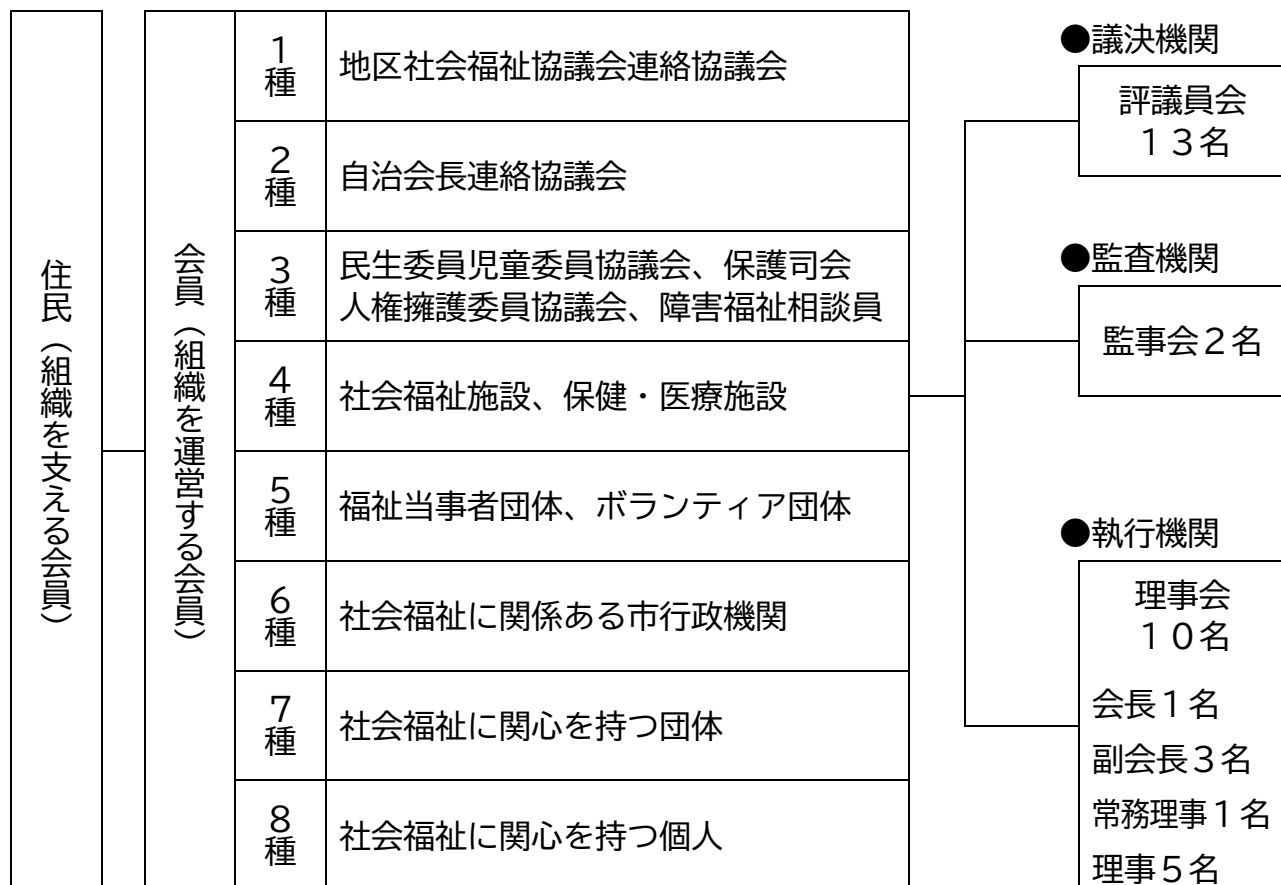 住民（組織を支える会員）
会員（組織を運営する会員）
1種
地区社会福祉協議会連絡協議会
2種
自治会長連絡協議会
3種
民生委員児童委員協議会、保護司会
人権擁護委員協議会、障害福祉相談員
4種
社会福祉施設、保健・医療施設
5種
福祉当事者団体、ボランティア団体
6種
社会福祉に関係ある市行政機関
7種
社会福祉に関心を持つ団体
8種
社会福祉に関心を持つ個人
●議決機関
評議員会
１３名
●監査機関
監事会２名
●執行機関
理事会
１０名
会長１名
副会長３名
常務理事１名
理事５名